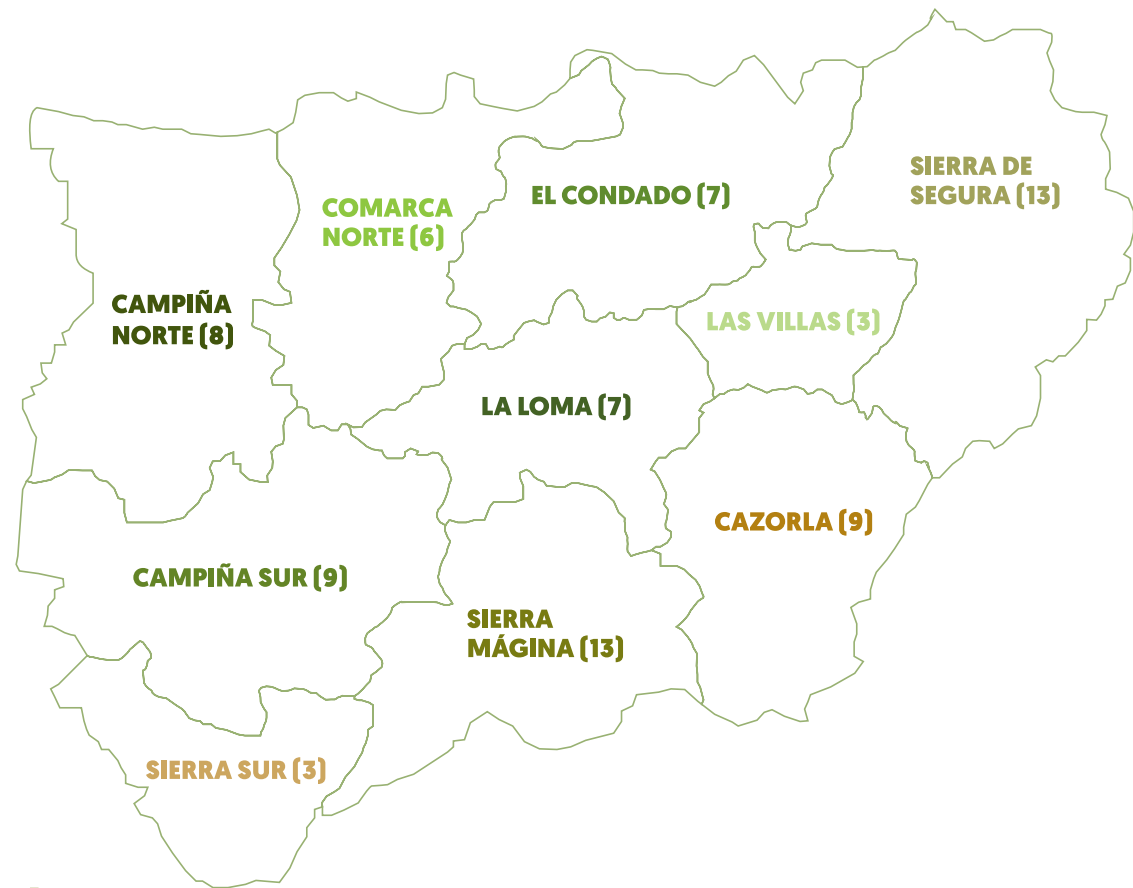 SIERRA DE
SEGURA (13)
EL CONDADO (7)
COMARCA
NORTE (6)
CAMPIÑA
NORTE (8)
LAS VILLAS (3)
LA LOMA (7)
CAZORLA (9)
CAMPIÑA SUR (9)
SIERRA
MÁGINA (13)
SIERRA SUR (3)